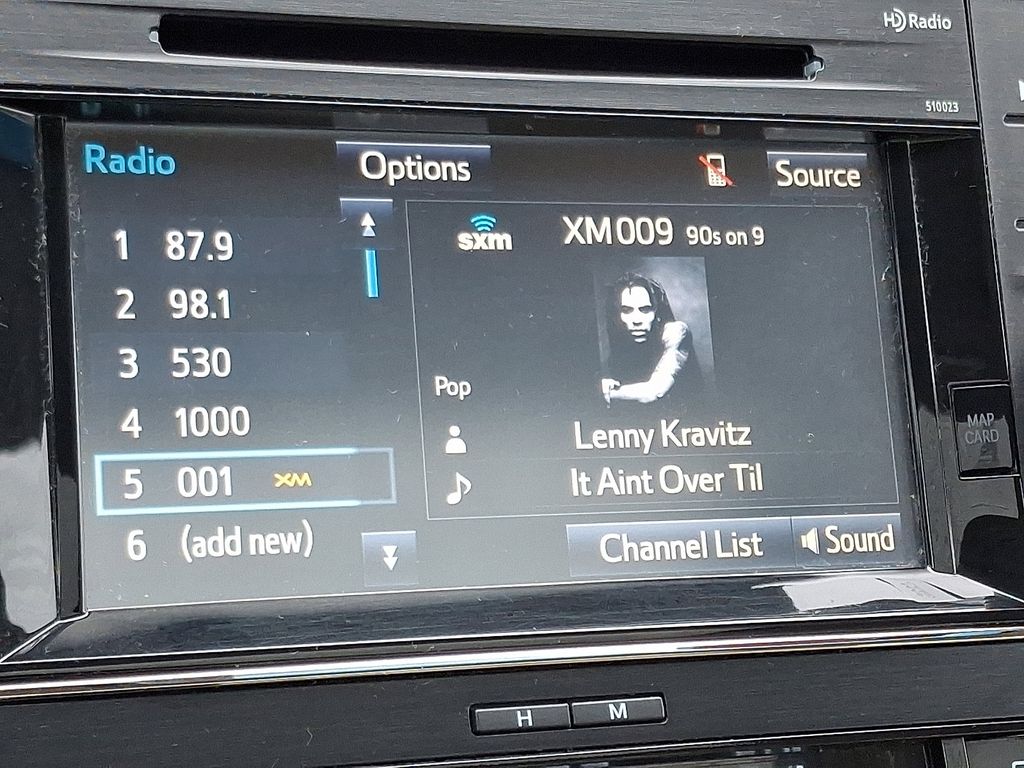 HD Radio
510023
Radio
Options
Source
1 87.9
2 98.1
3 530
4 1000
5 001 XM
6 (add new)
sxm
XM009 90s on 9
Pop
Lenny Kravitz
It Aint Over Til
Channel List
Sound
MAP
CARD
H
M